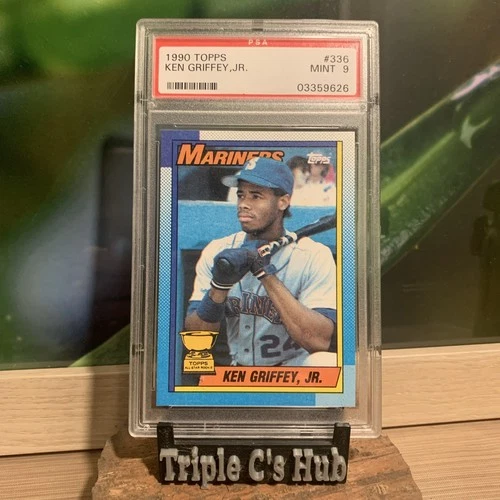 PSA
1990 TOPPS #336
KEN GRIFFEY,JR. MINT 9
03359626
MARINERS
Topps
S
MARINERS
24
TOPPS
ALL-STAR ROOKIE
KEN GRIFFEY, JR.
Triple C's Hub